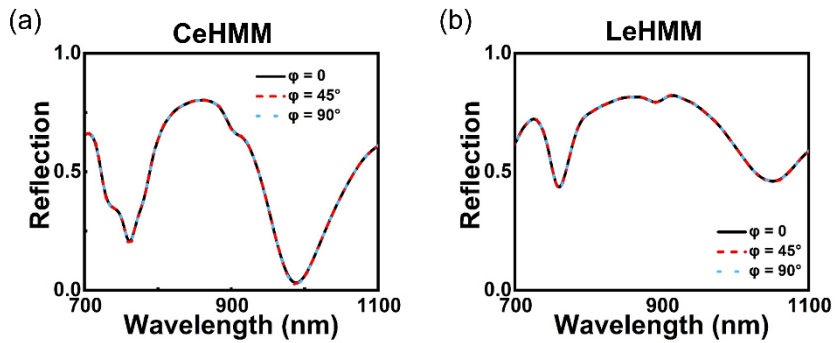 (a)
CeHMM
Reflection
1.0
0.5
0.0
φ = 0
φ = 45°
φ = 90°
700
900
1100
Wavelength (nm)
(b)
LeHMM
Reflection
1.0
0.5
0.0
φ = 0
φ = 45°
φ = 90°
700
900
1100
Wavelength (nm)